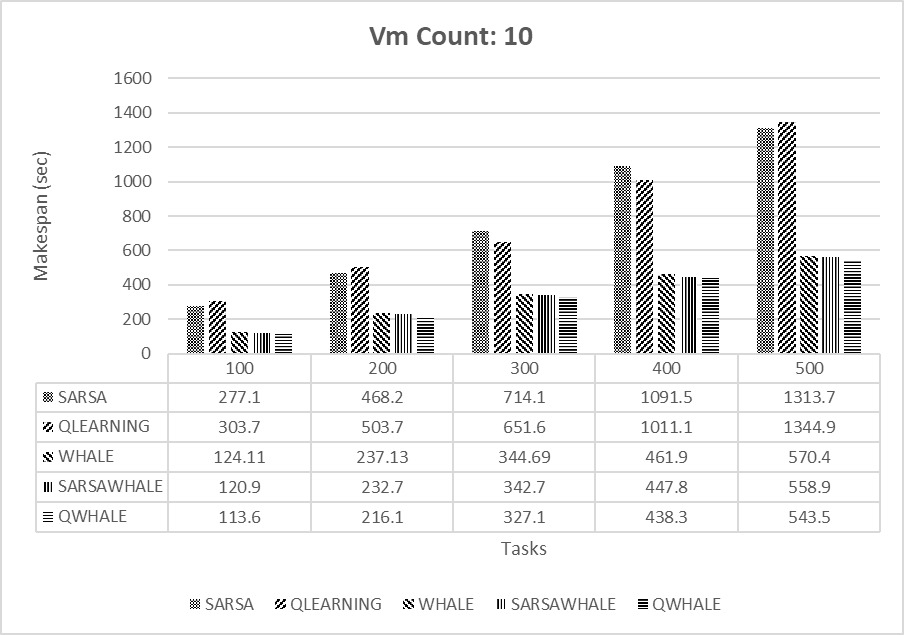 Vm Count: 10
Makespan (sec)
1600
1400
1200
1000
800
600
400
200
0
100 200 300 400 500
SARSA 277.1 468.2 714.1 1091.5 1313.7
QLEARNING 303.7 503.7 651.6 1011.1 1344.9
WHALE 124.11 237.13 344.69 461.9 570.4
SARSAWHALE 120.9 232.7 342.7 447.8 558.9
QWHALE 113.6 216.1 327.1 438.3 543.5
Tasks
SARSA QLEARNING WHALE SARSAWHALE QWHALE